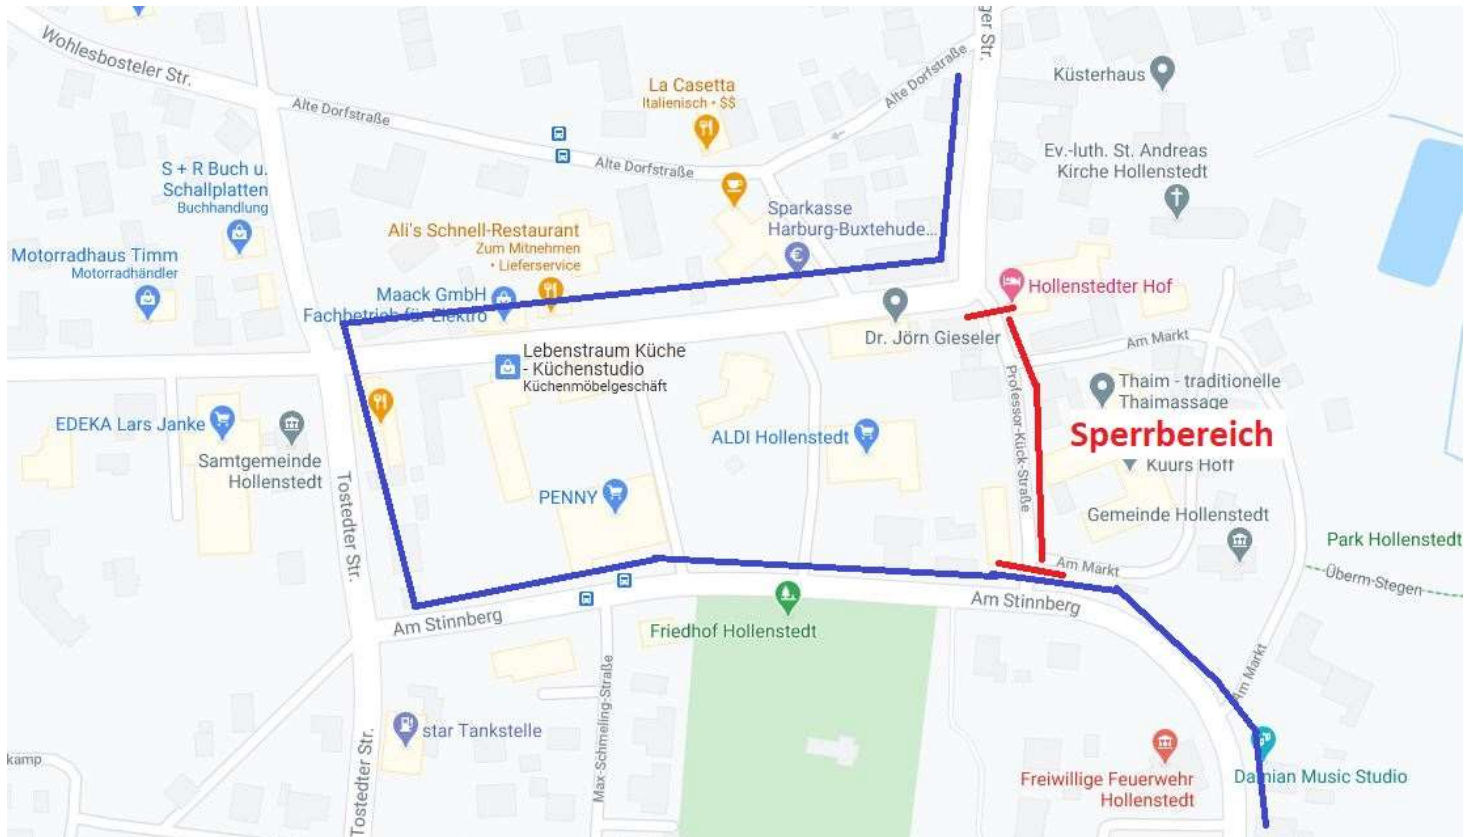 Wohlesbosteler Str.
ger Str.
Alte Dorfstraße
La Casetta
Italienisch • $$
Alte Dorfstraße
Küsterhaus
Alte Dorfstraße
Ev.-luth. St. Andreas
Kirche Hollenstedt
S + R Buch u.
Schallplatten
Buchhandlung
Sparkasse
Harburg-Buxtehude...
Ali's Schnell-Restaurant
Zum Mitnehmen
• Lieferservice
Motorradhaus Timm
Motorradhändler
Maack GmbH
Fachbetrieb für Elektro
Hollenstedter Hof
Dr. Jörn Gieseler
Am Markt
Lebenstraum Küche
- Küchenstudio
Küchenmöbelgeschäft
Thaim - traditionelle
Thaimassage
Professor-Kück-Straße
EDEKA Lars Janke
ALDI Hollenstedt
Sperrbereich
Samtgemeinde
Hollenstedt
Kuurs Hoff
PENNY
Tostedter Str.
Gemeinde Hollenstedt
Park Hollenstedt
Am Markt
Überm-Stegen
Am Stinnberg
Am Stinnberg
Friedhof Hollenstedt
Am Markt
Max-Schmeling-Straße
star Tankstelle
Tostedter Str.
kamp
Freiwillige Feuerwehr
Hollenstedt
Damian Music Studio